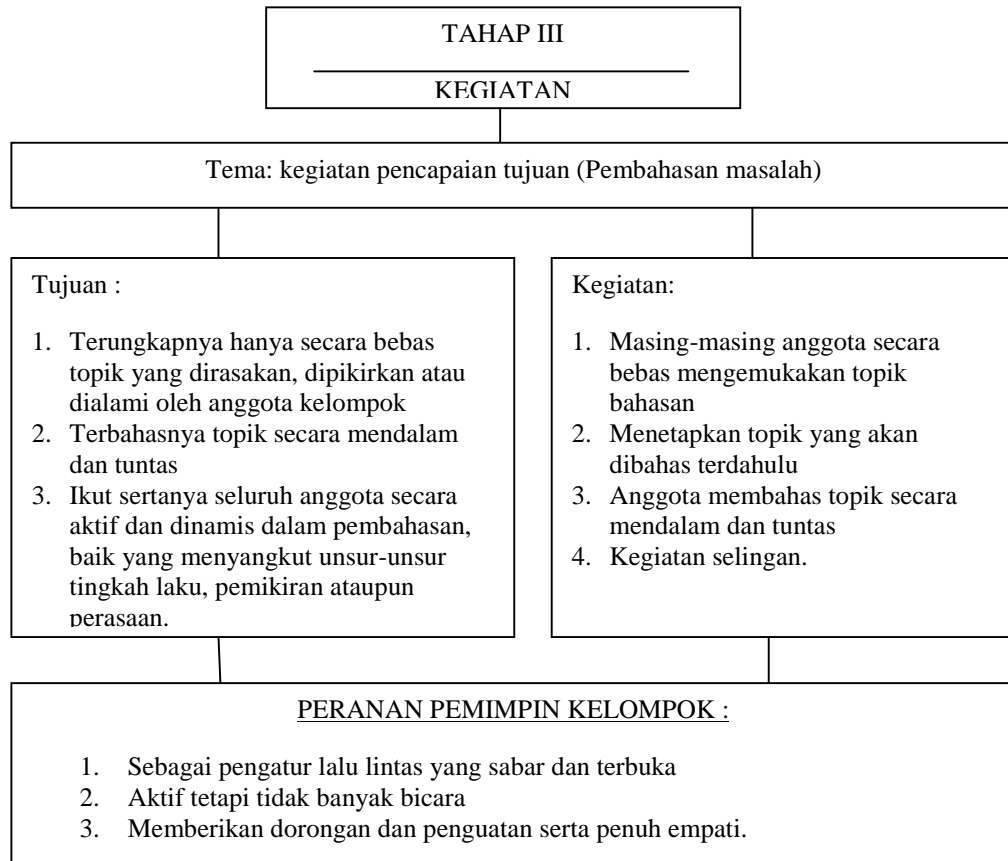 TAHAP III
KEGIATAN
Tema: kegiatan pencapaian tujuan (Pembahasan masalah)
Tujuan :
1. Terungkapnya hanya secara bebas
topik yang dirasakan, dipikirkan atau
dialami oleh anggota kelompok
2. Terbahasnya topik secara mendalam
dan tuntas
3. Ikut sertanya seluruh anggota secara
aktif dan dinamis dalam pembahasan,
baik yang menyangkut unsur-unsur
tingkah laku, pemikiran ataupun
perasaan.
Kegiatan:
1. Masing-masing anggota secara
bebas mengemukakan topik
bahasan
2. Menetapkan topik yang akan
dibahas terdahulu
3. Anggota membahas topik secara
mendalam dan tuntas
4. Kegiatan selingan.
PERANAN PEMIMPIN KELOMPOK :
1. Sebagai pengatur lalu lintas yang sabar dan terbuka
2. Aktif tetapi tidak banyak bicara
3. Memberikan dorongan dan penguatan serta penuh empati.